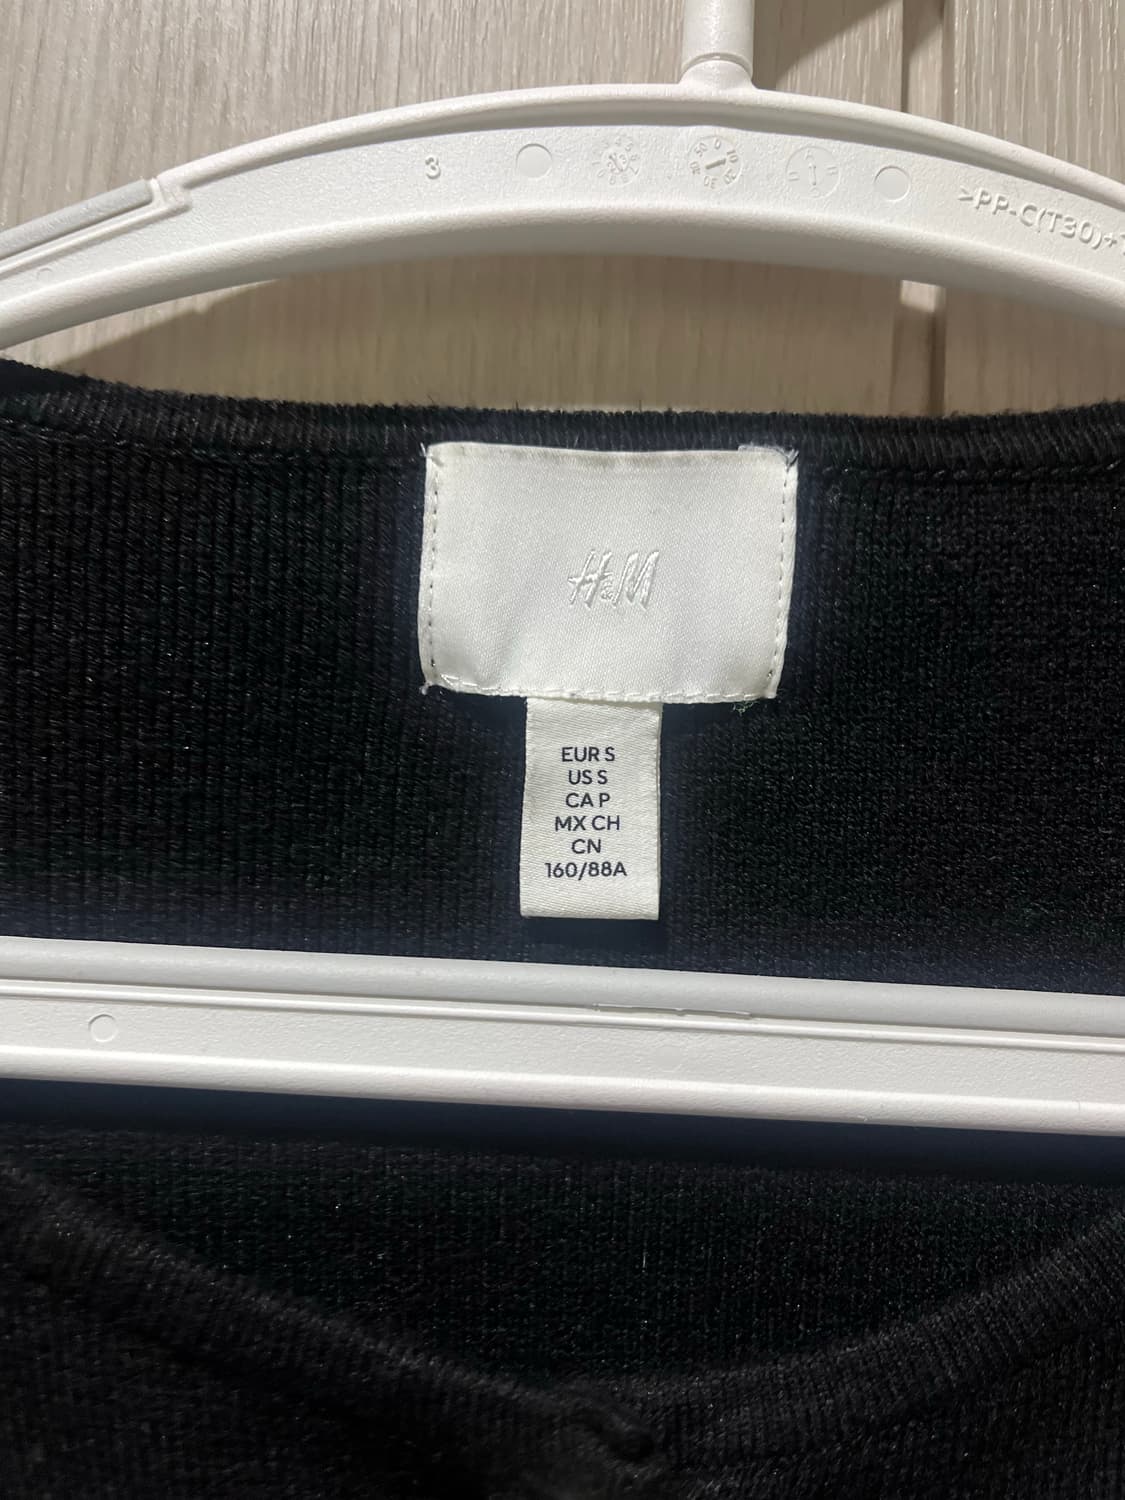 3
>PP-C(T30)+
H&M
EUR S
US S
CA P
MX CH
CN
160/88A